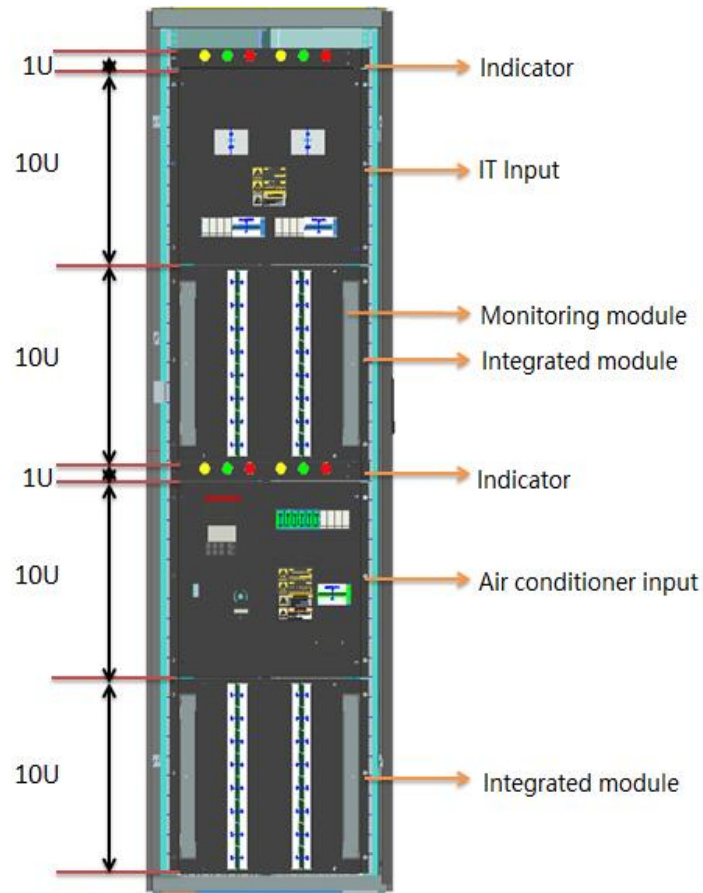 1U
Indicator
10U
IT Input
10U
Monitoring module
Integrated module
1U
Indicator
10U
Air conditioner input
10U
Integrated module